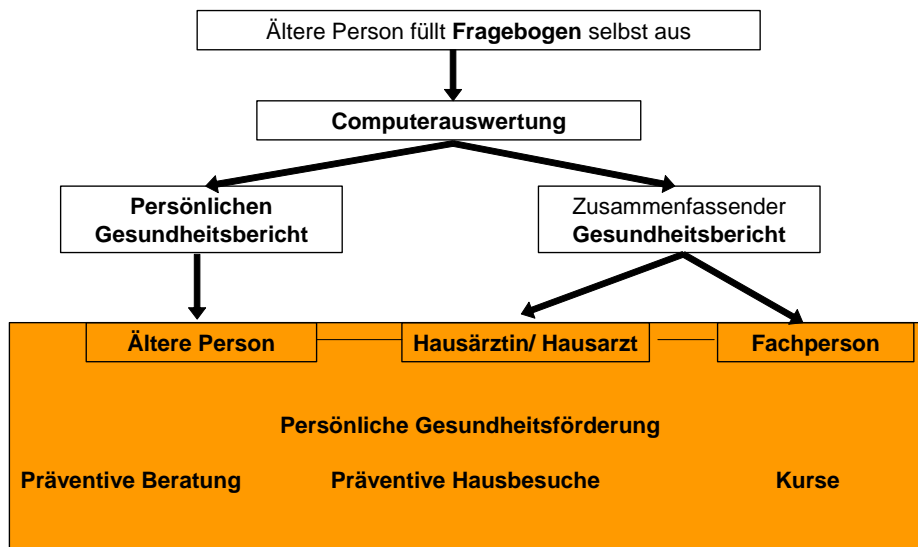 Ältere Person füllt Fragebogen selbst aus
Computerauswertung
Persönlichen
Gesundheitsbericht
Zusammenfassender
Gesundheitsbericht
Ältere Person
Hausärztin/ Hausarzt
Fachperson
Persönliche Gesundheitsförderung
Präventive Beratung
Präventive Hausbesuche
Kurse